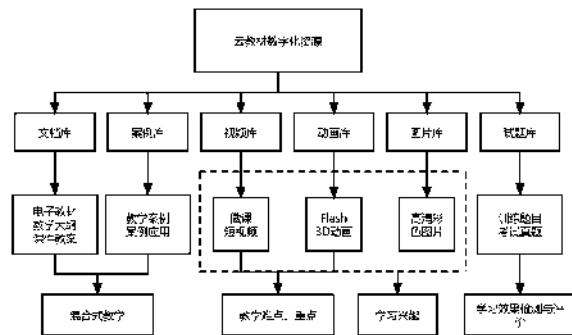 云教材数字化资源
文档库
案例库
视频库
动画库
图片库
试题库
电子教材
教学大纲
课件教案
教学案例
案例应用
微课
短视频
Flash
3D动画
高清彩
色图片
训练题目
考试真题
混合式教学
教学难点、重点
学习兴趣
学习效果检测与评
价